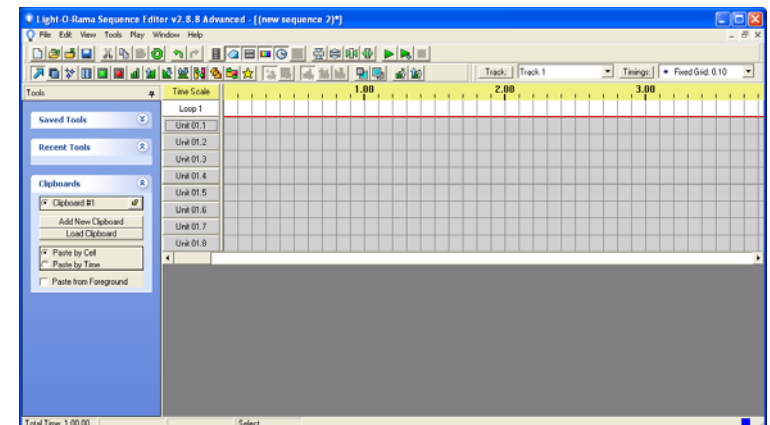 Light-O-Rama Sequence Editor v2.8.8 Advanced - [(new sequence 2)*]
File Edit View Tools Play Window Help
Track: Track 1 Timings: Fixed Grid: 0.10
Tools
Time Scale 1.00 2.00 3.00
Loop 1
Saved Tools
Unit 01.1
Recent Tools
Unit 01.2
Unit 01.3
Clipboards
Unit 01.4
Clipboard #1
Unit 01.5
Add New Clipboard
Unit 01.6
Load Clipboard
Unit 01.7
Paste by Cell
Unit 01.8
Paste by Time
Paste from Foreground
Total Time: 1:00.00 Select